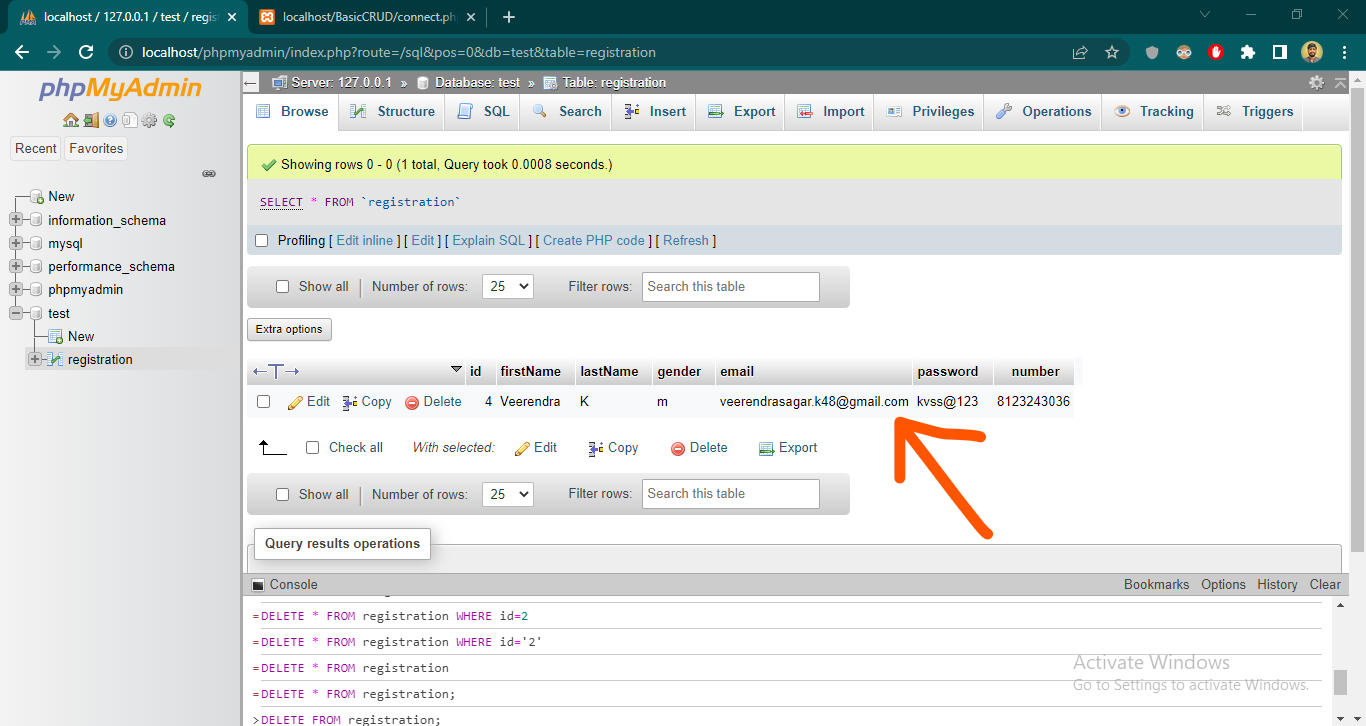 localhost / 127.0.0.1 / test / regis
localhost/BasicCRUD/connect.ph
localhost/phpmyadmin/index.php?route=/sql&pos=0&db=test&table=registration
phpMyAdmin
Recent Favorites
New
information_schema
mysql
performance_schema
phpmyadmin
test
New
registration
Server: 127.0.0.1 » Database: test » Table: registration
Browse Structure SQL Search Insert Export Import Privileges Operations Tracking Triggers
Showing rows 0 - 0 (1 total, Query took 0.0008 seconds.)
SELECT * FROM `registration`
Profiling [ Edit inline ] [ Edit ] [ Explain SQL ] [ Create PHP code ] [ Refresh ]
Show all Number of rows: 25 Filter rows: Search this table
Extra options
id firstName lastName gender email password number
Edit Copy Delete 4 Veerendra K m veerendrasagar.k48@gmail.com kvss@123 8123243036
Check all With selected: Edit Copy Delete Export
Show all Number of rows: 25 Filter rows: Search this table
Query results operations
Console Bookmarks Options History Clear
=DELETE * FROM registration WHERE id=2
=DELETE * FROM registration WHERE id='2'
=DELETE * FROM registration
=DELETE * FROM registration;
>DELETE FROM registration;
Activate Windows
Go to Settings to activate Windows.